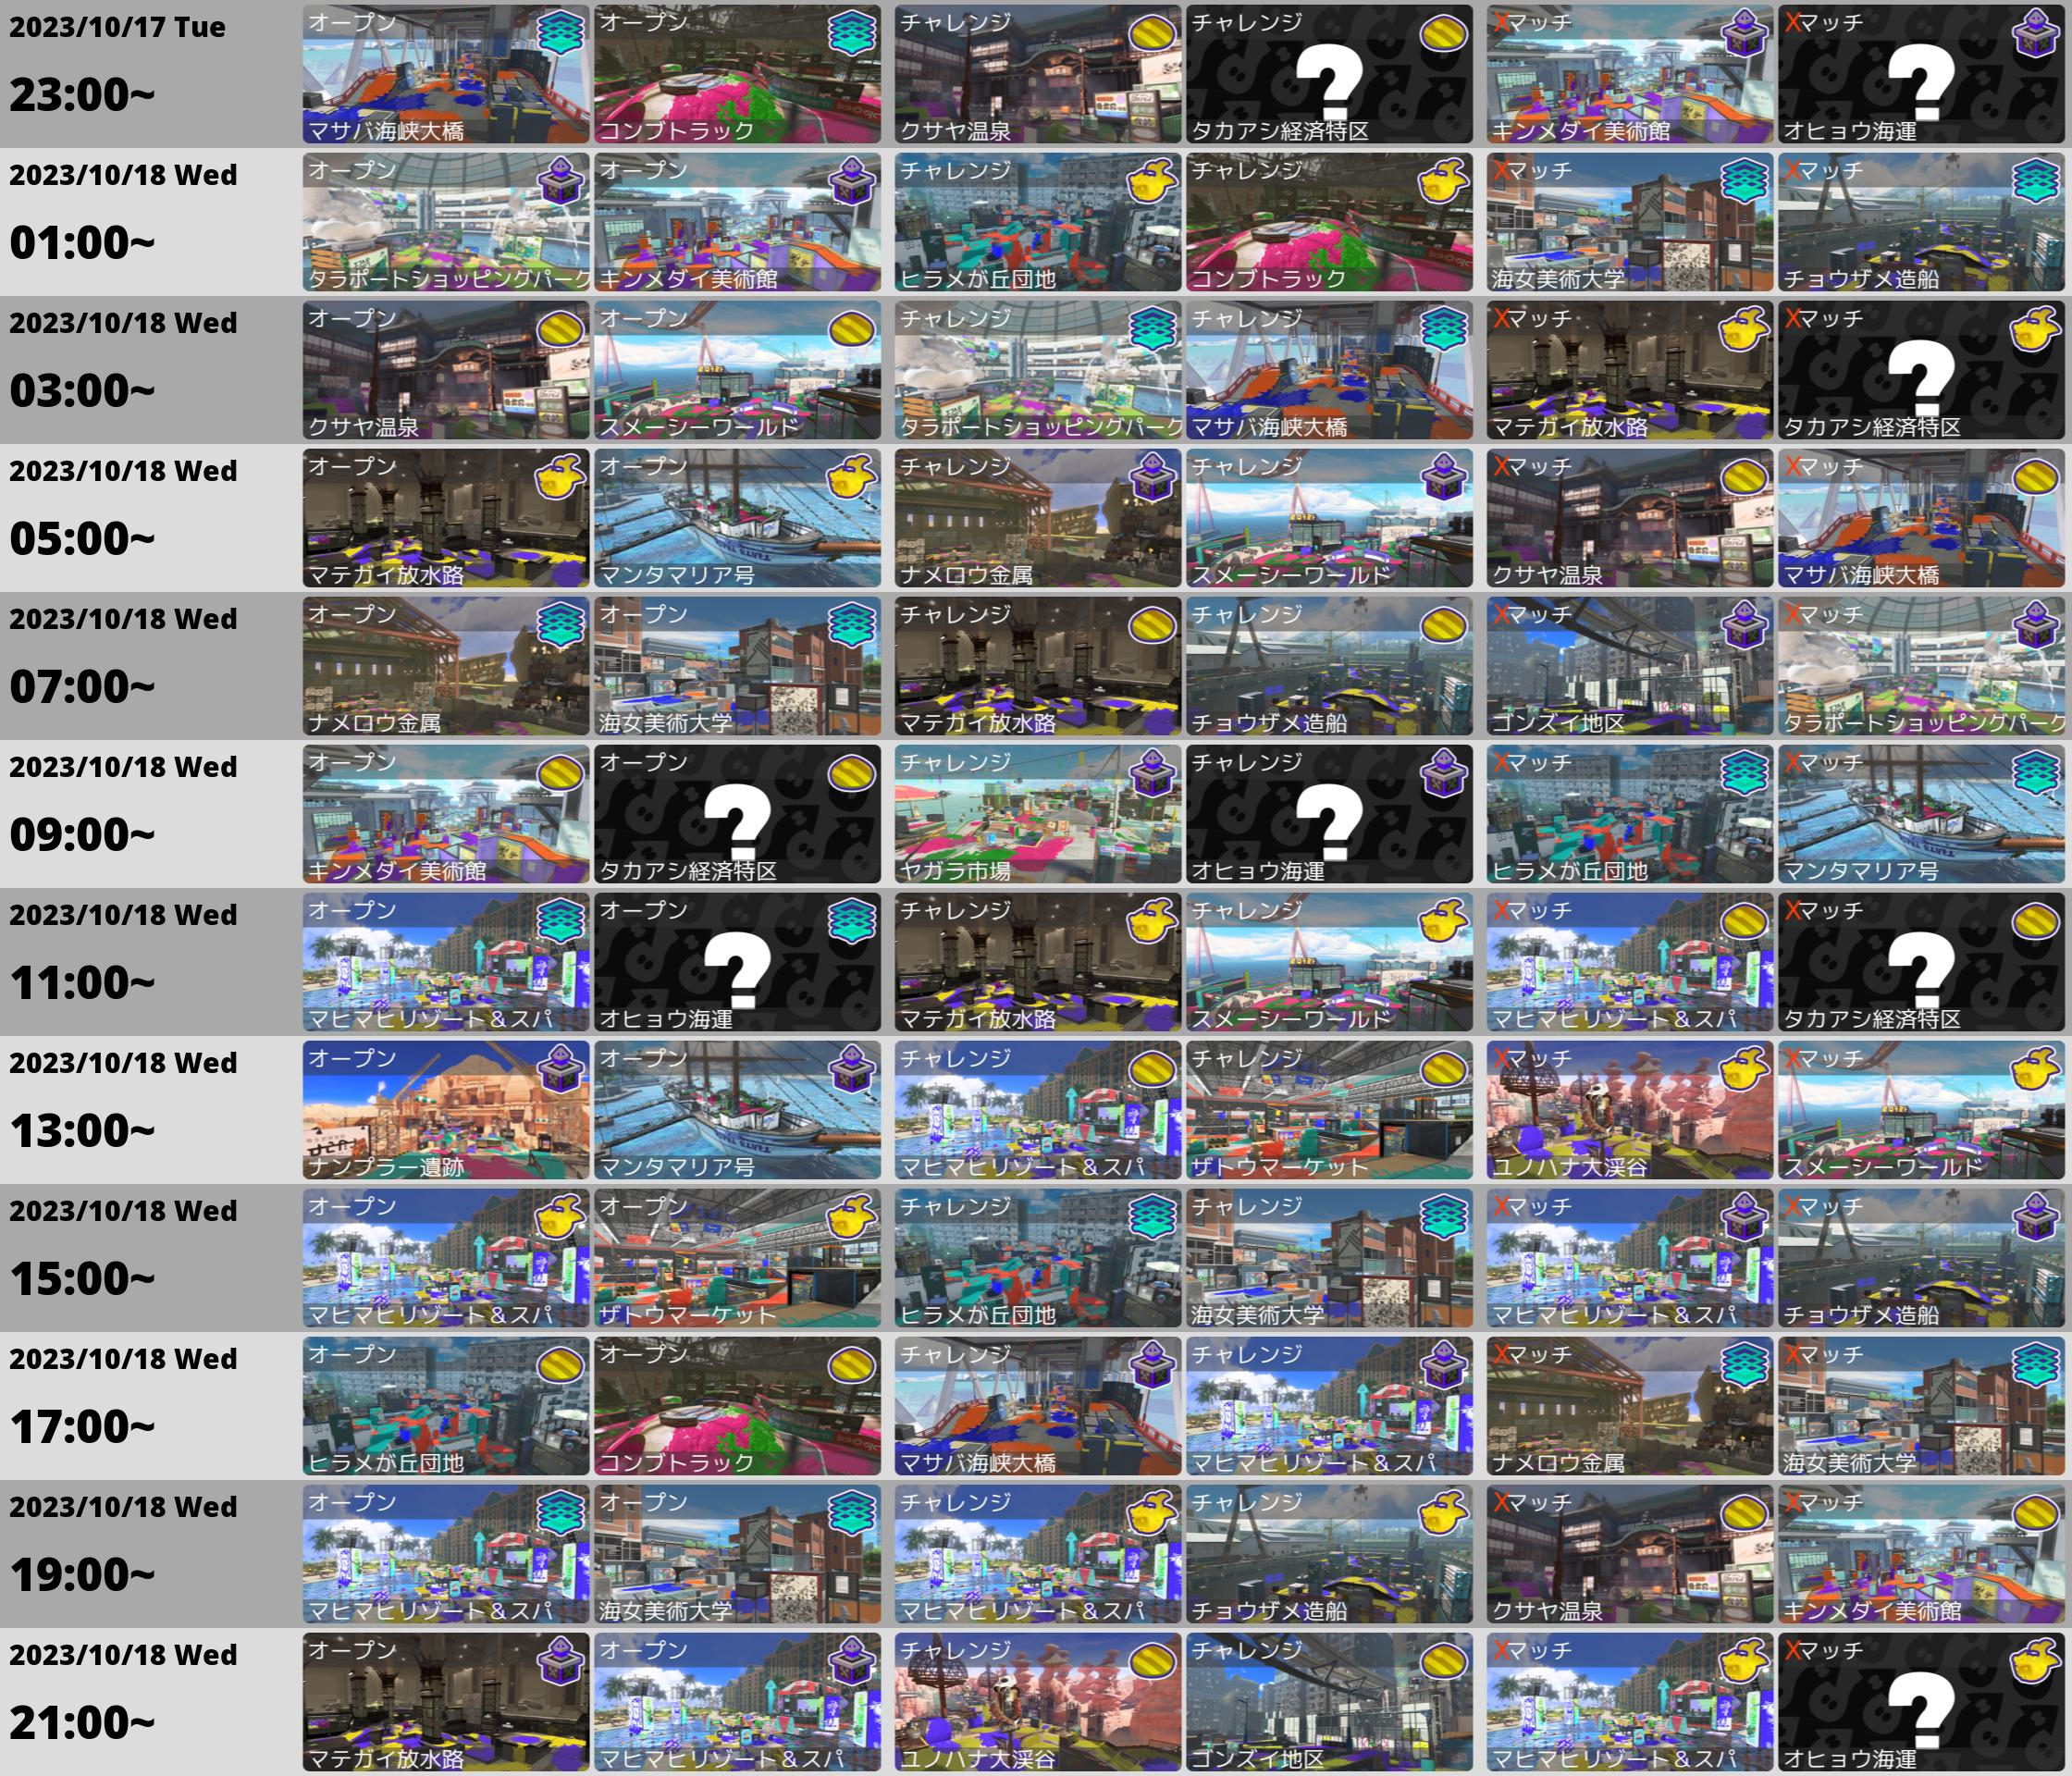 2023/10/17 Tue
23:00~
オープン
マサバ海峡大橋
オープン
コンブトラック
チャレンジ
クサヤ温泉
チャレンジ
タカアシ経済特区
Xマッチ
キンメダイ美術館
Xマッチ
オヒョウ海運
2023/10/18 Wed
01:00~
オープン
タラポートショッピングパーク
オープン
キンメダイ美術館
チャレンジ
ヒラメが丘団地
チャレンジ
コンブトラック
Xマッチ
海女美術大学
Xマッチ
チョウザメ造船
2023/10/18 Wed
03:00~
オープン
クサヤ温泉
オープン
スメーシーワールド
チャレンジ
タラポートショッピングパーク
チャレンジ
マサバ海峡大橋
Xマッチ
マテガイ放水路
Xマッチ
タカアシ経済特区
2023/10/18 Wed
05:00~
オープン
マテガイ放水路
オープン
マンタマリア号
チャレンジ
ナメロウ金属
チャレンジ
スメーシーワールド
Xマッチ
クサヤ温泉
Xマッチ
マサバ海峡大橋
2023/10/18 Wed
07:00~
オープン
ナメロウ金属
オープン
海女美術大学
チャレンジ
マテガイ放水路
チャレンジ
チョウザメ造船
Xマッチ
ゴンズイ地区
Xマッチ
タラポートショッピングパーク
2023/10/18 Wed
09:00~
オープン
キンメダイ美術館
オープン
タカアシ経済特区
チャレンジ
ヤガラ市場
チャレンジ
オヒョウ海運
Xマッチ
ヒラメが丘団地
Xマッチ
マンタマリア号
2023/10/18 Wed
11:00~
オープン
マヒマヒリゾート＆スパ
オープン
オヒョウ海運
チャレンジ
マテガイ放水路
チャレンジ
スメーシーワールド
Xマッチ
マヒマヒリゾート＆スパ
Xマッチ
タカアシ経済特区
2023/10/18 Wed
13:00~
オープン
ナンプラー遺跡
オープン
マンタマリア号
チャレンジ
マヒマヒリゾート＆スパ
チャレンジ
ザトウマーケット
Xマッチ
ユノハナ大渓谷
Xマッチ
スメーシーワールド
2023/10/18 Wed
15:00~
オープン
マヒマヒリゾート＆スパ
オープン
ザトウマーケット
チャレンジ
ヒラメが丘団地
チャレンジ
海女美術大学
Xマッチ
マヒマヒリゾート＆スパ
Xマッチ
チョウザメ造船
2023/10/18 Wed
17:00~
オープン
ヒラメが丘団地
オープン
コンブトラック
チャレンジ
マサバ海峡大橋
チャレンジ
マヒマヒリゾート＆スパ
Xマッチ
ナメロウ金属
Xマッチ
海女美術大学
2023/10/18 Wed
19:00~
オープン
マヒマヒリゾート＆スパ
オープン
海女美術大学
チャレンジ
マヒマヒリゾート＆スパ
チャレンジ
チョウザメ造船
Xマッチ
クサヤ温泉
Xマッチ
キンメダイ美術館
2023/10/18 Wed
21:00~
オープン
マテガイ放水路
オープン
マヒマヒリゾート＆スパ
チャレンジ
ユノハナ大渓谷
チャレンジ
ゴンズイ地区
Xマッチ
マヒマヒリゾート＆スパ
Xマッチ
オヒョウ海運